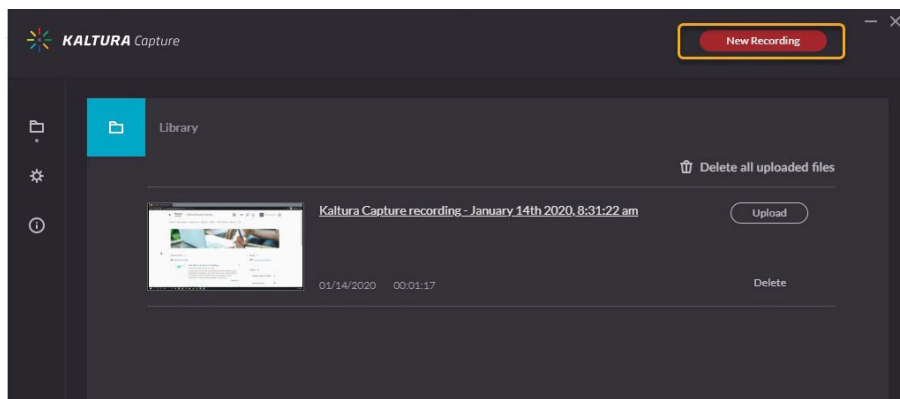 KALTURA Capture
New Recording
Library
Delete all uploaded files
Kaltura Capture recording - January 14th 2020, 8:31:22 am
Upload
01/14/2020 00:01:17
Delete